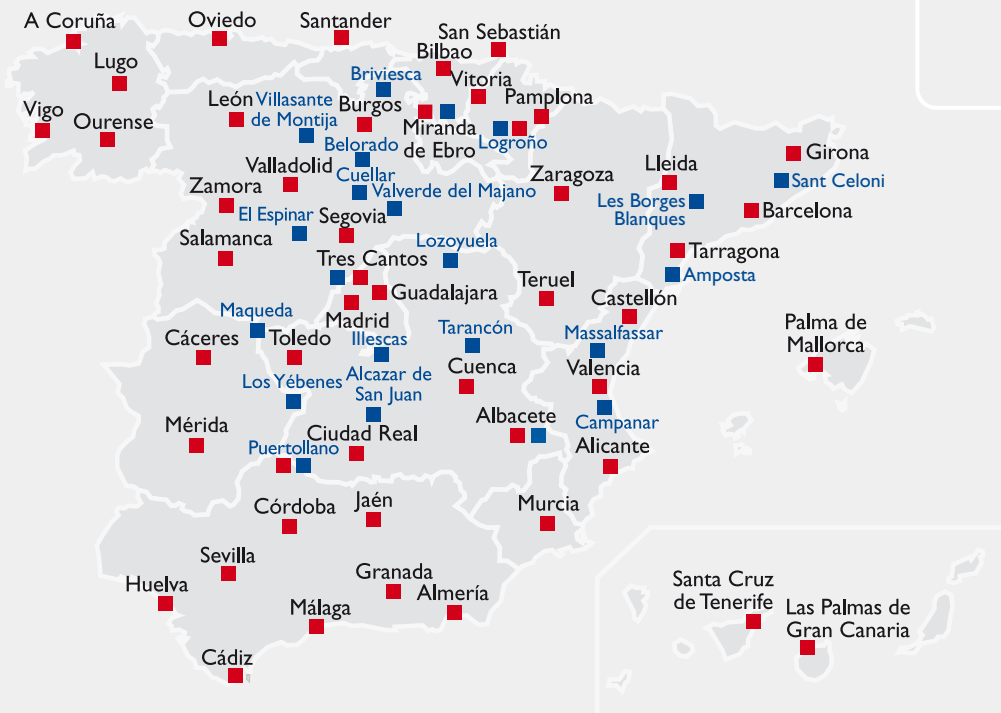 A Coruña
Oviedo
Santander
San Sebastián
Bilbao
Lugo
Briviesca
Vitoria
León
Villasante
de Montija
Burgos
Pamplona
Vigo
Ourense
Miranda
de Ebro
Logroño
Belorado
Valladolid
Cuellar
Zaragoza
Lleida
Girona
Zamora
Valverde del Majano
Sant Celoni
Les Borges
Blanques
El Espinar
Segovia
Barcelona
Salamanca
Lozoyuela
Tres Cantos
Tarragona
Teruel
Amposta
Guadalajara
Castellón
Maqueda
Madrid
Tarancón
Palma de
Mallorca
Cáceres
Toledo
Illescas
Massalfassar
Cuenca
Valencia
Los Yébenes
Alcazar de
San Juan
Albacete
Campanar
Mérida
Ciudad Real
Puertollano
Alicante
Córdoba
Jaén
Murcia
Sevilla
Huelva
Granada
Almería
Málaga
Santa Cruz
de Tenerife
Las Palmas de
Gran Canaria
Cádiz